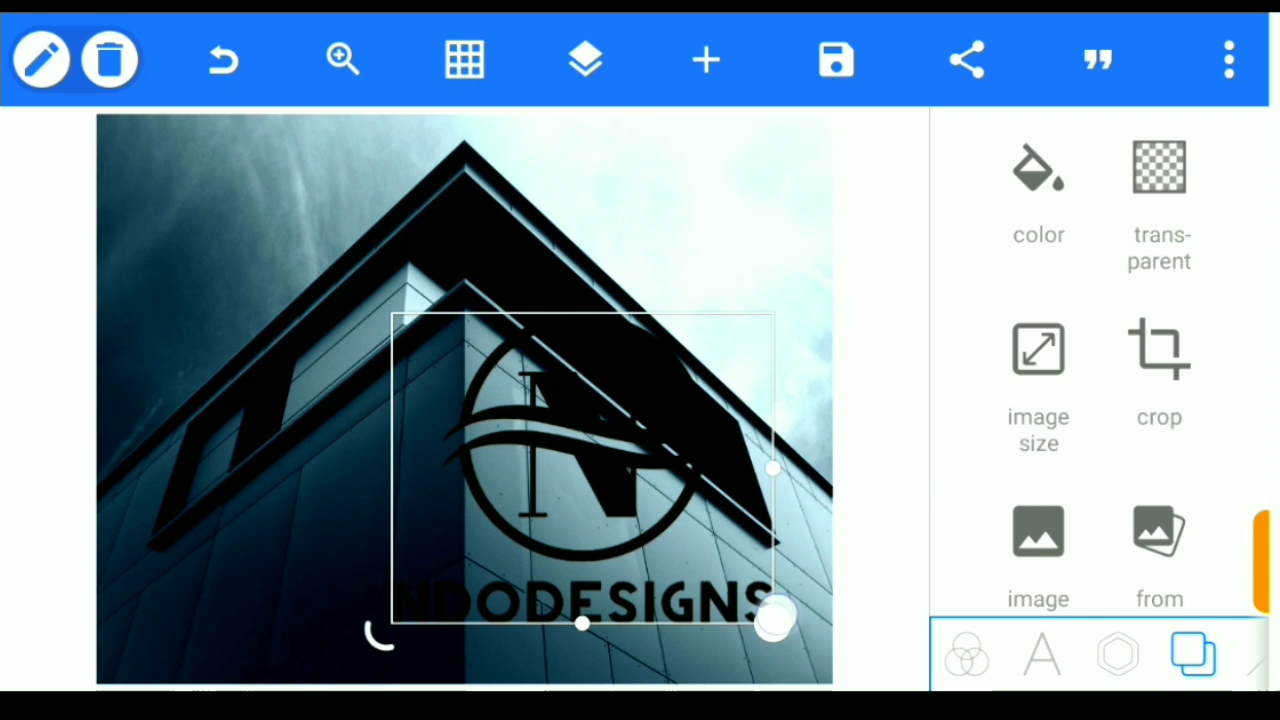 color
trans-
parent
image
size
crop
image
from
N
NDODESIGNS
A